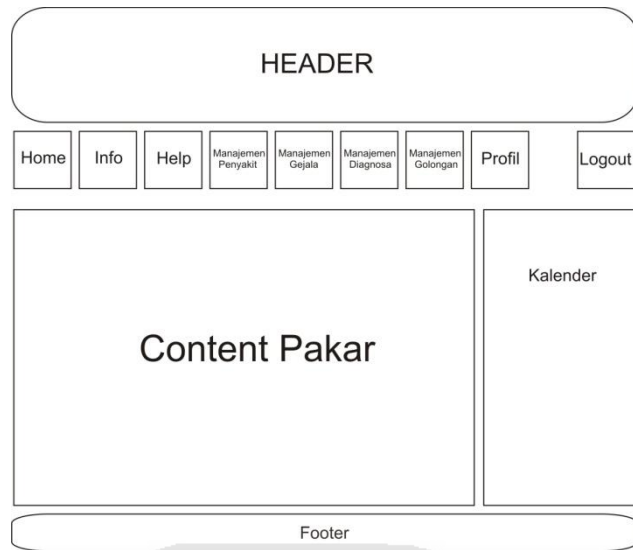 HEADER
Home
Info
Help
Manajemen
Penyakit
Manajemen
Gejala
Manajemen
Diagnosa
Manajemen
Golongan
Profil
Logout
Content Pakar
Kalender
Footer